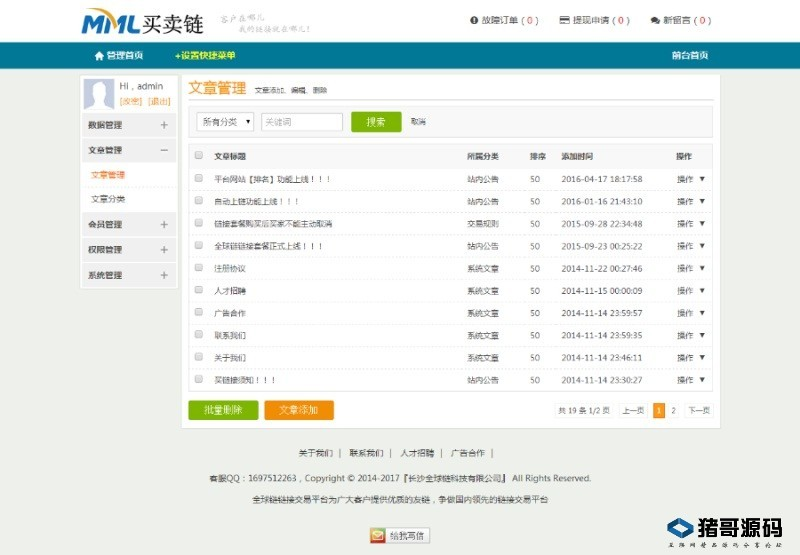 MML买卖链
客户在哪儿
我的链接就在哪儿!
故障订单 ( 0 ) 提现申请 ( 0 ) 新留言 ( 0 )
管理首页 +设置快捷菜单 前台首页
Hi，admin
[改密] [退出]
数据管理 +
文章管理 −
文章管理
文章分类
会员管理 +
权限管理 +
系统管理 +
文章管理 文章添加、编辑、删除
所有分类 ▼ 关键词 搜索 取消
文章标题 所属分类 排序 添加时间 操作
平台网站【排名】功能上线！！！ 站内公告 50 2016-04-17 18:17:58 操作 ▼
自动上链功能上线！！！ 站内公告 50 2016-01-16 21:43:10 操作 ▼
链接套餐购买后买家不能主动取消 交易规则 50 2015-09-28 22:34:48 操作 ▼
全球链链接套餐正式上线！！！ 站内公告 50 2015-09-23 00:25:22 操作 ▼
注册协议 系统文章 50 2014-11-22 00:27:46 操作 ▼
人才招聘 系统文章 50 2014-11-15 00:00:09 操作 ▼
广告合作 系统文章 50 2014-11-14 23:59:57 操作 ▼
联系我们 系统文章 50 2014-11-14 23:59:35 操作 ▼
关于我们 系统文章 50 2014-11-14 23:46:11 操作 ▼
买链接须知！！！ 站内公告 50 2014-11-14 23:30:27 操作 ▼
批量删除 文章添加
共 19 条 1/2 页 上一页 1 2 下一页
关于我们 | 联系我们 | 人才招聘 | 广告合作 |
客服QQ：1697512263，Copyright © 2014-2017『长沙全球链科技有限公司』 All Rights Reserved.
全球链链接交易平台为广大客户提供优质的友链，争做国内领先的链接交易平台
给我写信
猪哥源码
互联网精品源码分享论坛